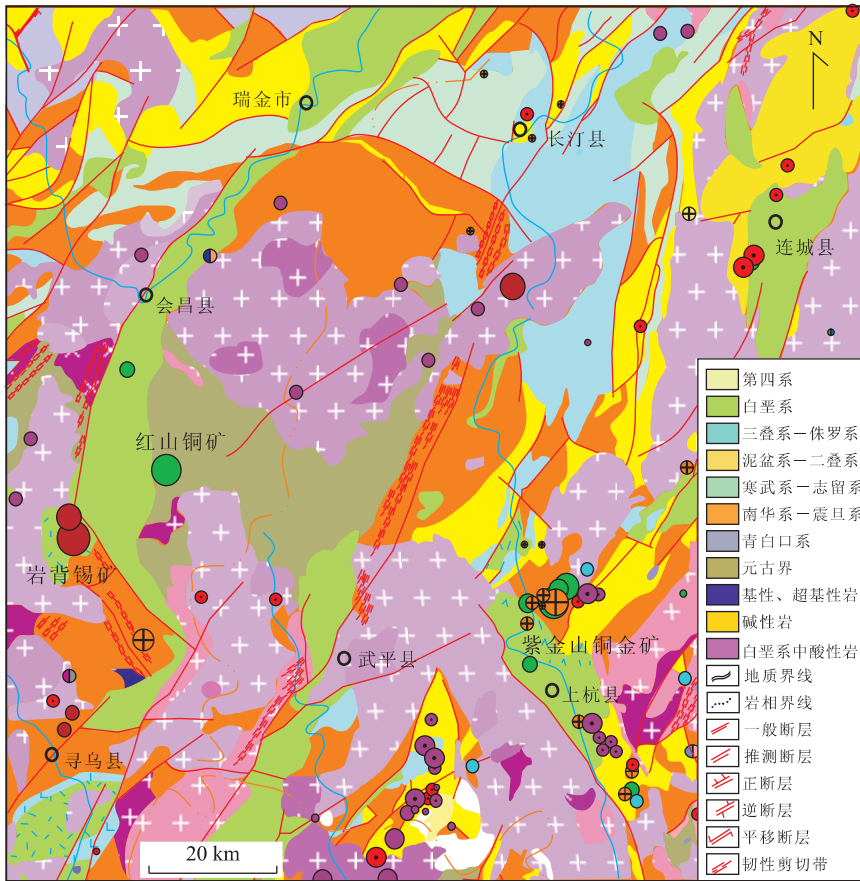 N
瑞金市
长汀县
连城县
会昌县
红山铜矿
岩背锡矿
紫金山铜金矿
武平县
上杭县
寻乌县
20 km
第四系
白垩系
三叠系—侏罗系
泥盆系—二叠系
寒武系—志留系
南华系—震旦系
青白口系
元古界
基性、超基性岩
碱性岩
白垩系中酸性岩
地质界线
岩相界线
一般断层
推测断层
正断层
逆断层
平移断层
韧性剪切带